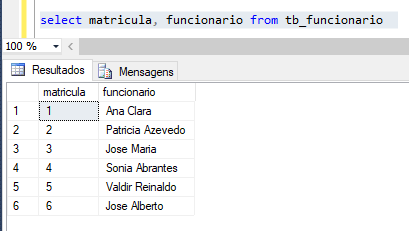 select matricula, funcionario from tb_funcionario
100 %
Resultados Mensagens
matricula funcionario
1 1 Ana Clara
2 2 Patricia Azevedo
3 3 Jose Maria
4 4 Sonia Abrantes
5 5 Valdir Reinaldo
6 6 Jose Alberto